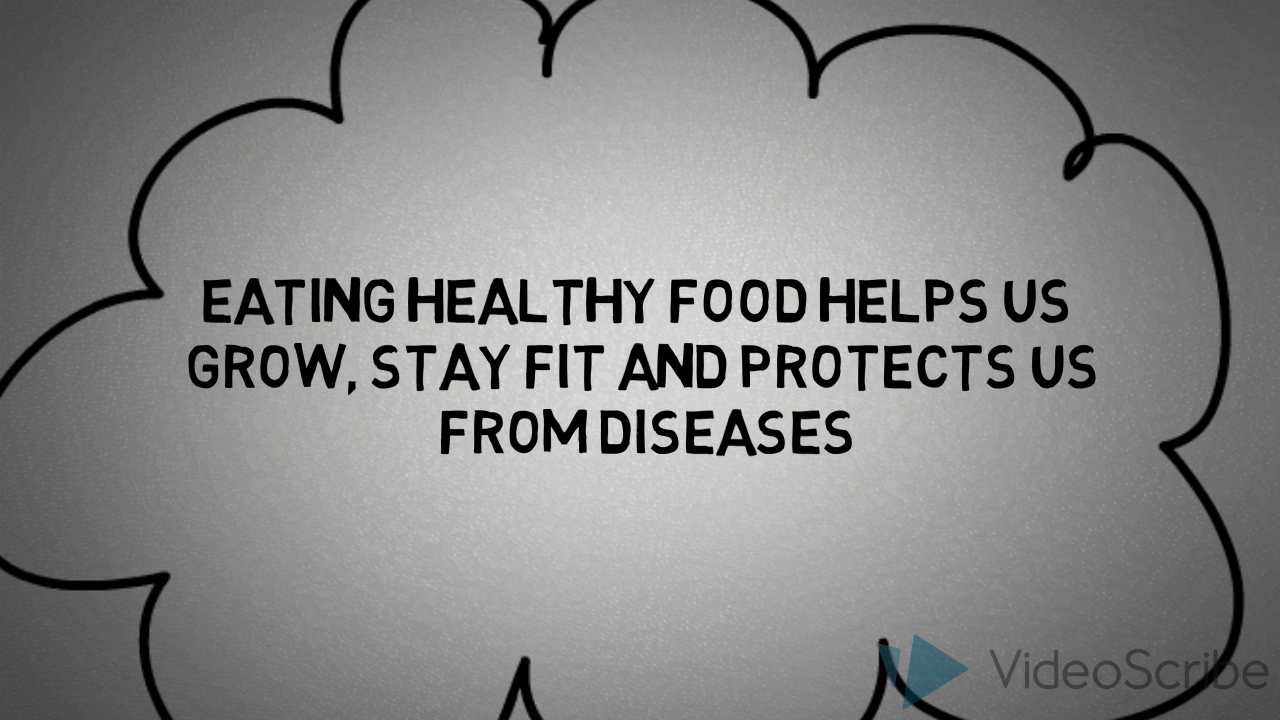 EATING HEALTHY FOOD HELPS US
GROW, STAY FIT AND PROTECTS US
FROM DISEASES
VideoScribe